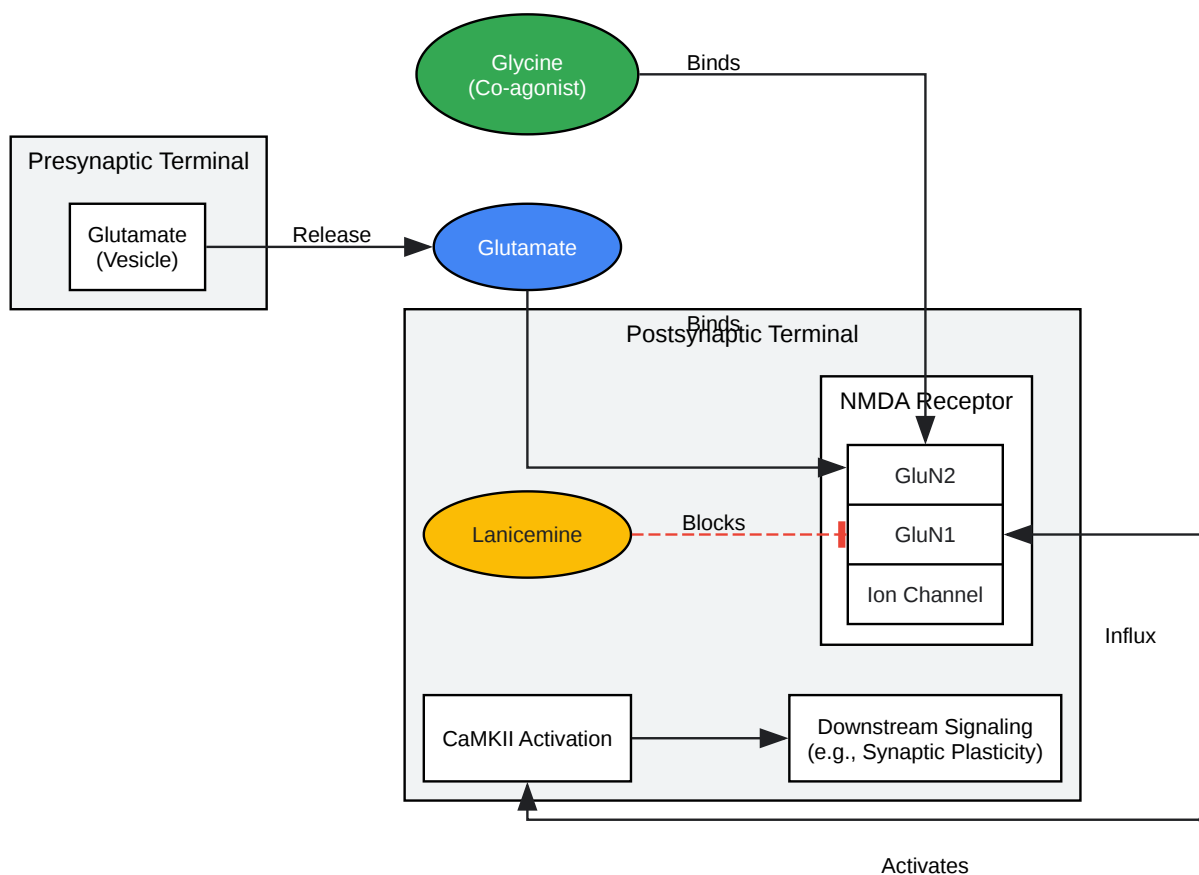 Glycine
(Co-agonist)
Binds
Presynaptic Terminal
Glutamate
(Vesicle)
Release
Glutamate
Binds
Postsynaptic Terminal
NMDA Receptor
GluN2
Lanicemine
Blocks
GluN1
Ion Channel
Influx
CaMKII Activation
Downstream Signaling
(e.g., Synaptic Plasticity)
Activates